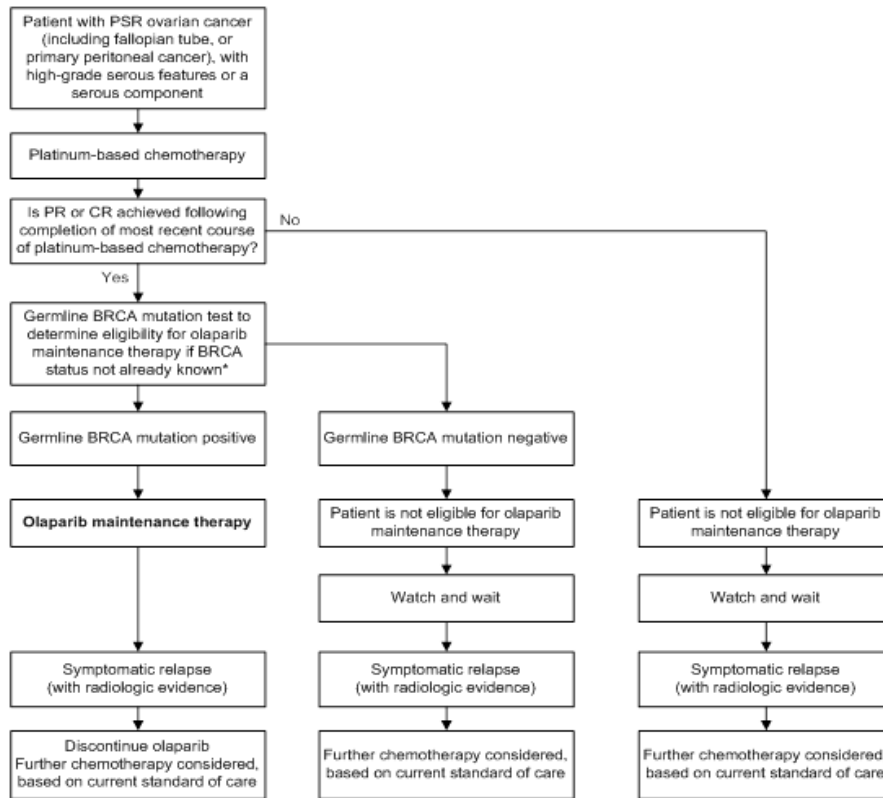 Patient with PSR ovarian cancer
(including fallopian tube, or
primary peritoneal cancer), with
high-grade serous features or a
serous component
Platinum-based chemotherapy
Is PR or CR achieved following
completion of most recent course
of platinum-based chemotherapy?
No
Yes
Germline BRCA mutation test to
determine eligibility for olaparib
maintenance therapy if BRCA
status not already known*
Germline BRCA mutation positive
Germline BRCA mutation negative
Olaparib maintenance therapy
Patient is not eligible for olaparib
maintenance therapy
Patient is not eligible for olaparib
maintenance therapy
Watch and wait
Watch and wait
Symptomatic relapse
(with radiologic evidence)
Symptomatic relapse
(with radiologic evidence)
Symptomatic relapse
(with radiologic evidence)
Discontinue olaparib
Further chemotherapy considered,
based on current standard of care
Further chemotherapy considered,
based on current standard of care
Further chemotherapy considered,
based on current standard of care